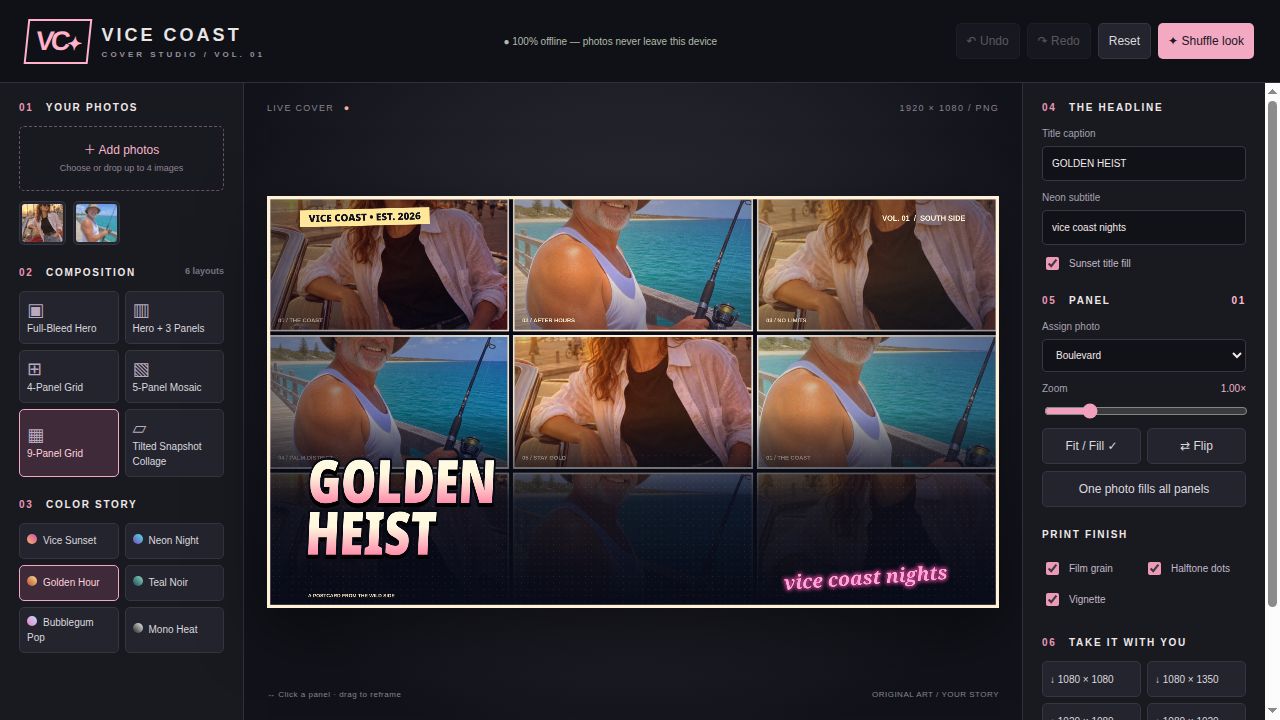 VC
VICE COAST
COVER STUDIO / VOL. 01
● 100% offline — photos never leave this device
↶ Undo
↷ Redo
Reset
✦ Shuffle look
01 YOUR PHOTOS
+ Add photos
Choose or drop up to 4 images
02 COMPOSITION
6 layouts
Full-Bleed Hero
Hero + 3 Panels
4-Panel Grid
5-Panel Mosaic
9-Panel Grid
Tilted Snapshot
Collage
03 COLOR STORY
Vice Sunset
Neon Night
Golden Hour
Teal Noir
Bubblegum
Pop
Mono Heat
LIVE COVER ●
1920 × 1080 / PNG
VICE COAST • EST. 2026
VOL. 01 / SOUTH SIDE
01 / THE COAST
02 / AFTER HOURS
03 / NO LIMITS
04 / PALM DISTRICT
05 / STAY GOLD
01 / THE COAST
GOLDEN
HEIST
vice coast nights
A POSTCARD FROM THE WILD SIDE
↔ Click a panel · drag to reframe
ORIGINAL ART / YOUR STORY
04 THE HEADLINE
Title caption
GOLDEN HEIST
Neon subtitle
vice coast nights
Sunset title fill
05 PANEL 01
Assign photo
Boulevard
Zoom 1.00×
Fit / Fill ✓
⇄ Flip
One photo fills all panels
PRINT FINISH
Film grain
Halftone dots
Vignette
06 TAKE IT WITH YOU
↓ 1080 × 1080
↓ 1080 × 1350